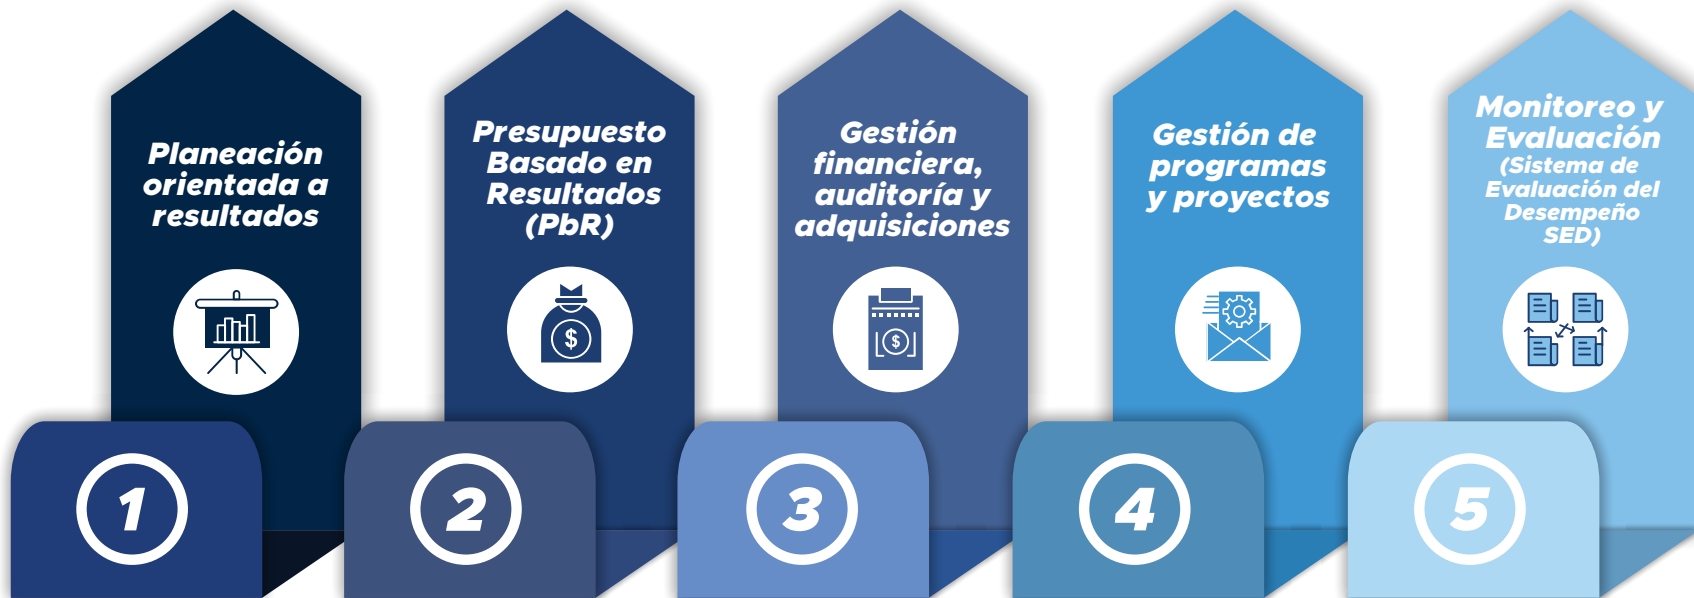 Planeación
orientada a
resultados
1
Presupuesto
Basado en
Resultados
(PbR)
$
2
Gestión
financiera,
auditoría y
adquisiciones
$
3
Gestión de
programas
y proyectos
4
Monitoreo y
Evaluación
(Sistema de
Evaluación del
Desempeño
SED)
5